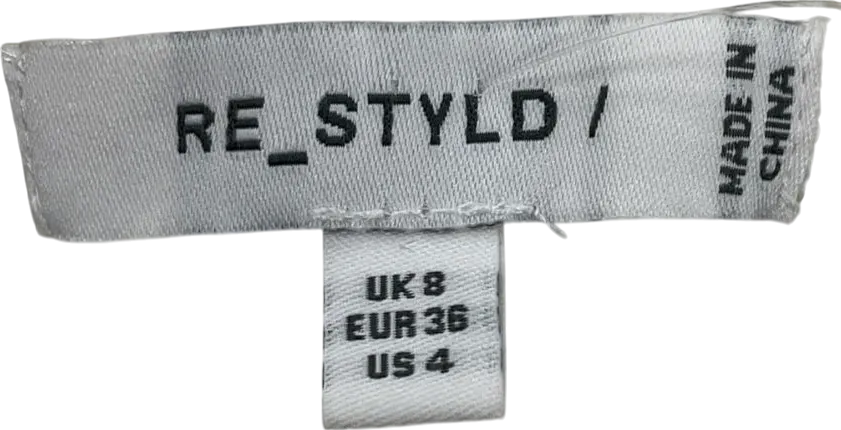 RE_STYLD /
MADE IN
CHINA
UK 8
EUR 36
US 4